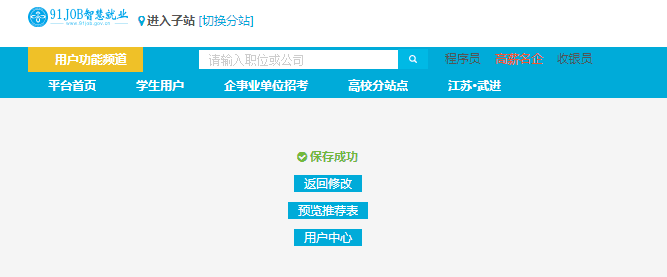 91JOB智慧就业
www.91job.gov.cn
进入子站 [切换分站]
用户功能频道 请输入职位或公司 程序员 名企 收银员
平台首页 学生用户 企事业单位招考 高校分站点 江苏·武进
保存成功
返回修改
预览推荐表
用户中心